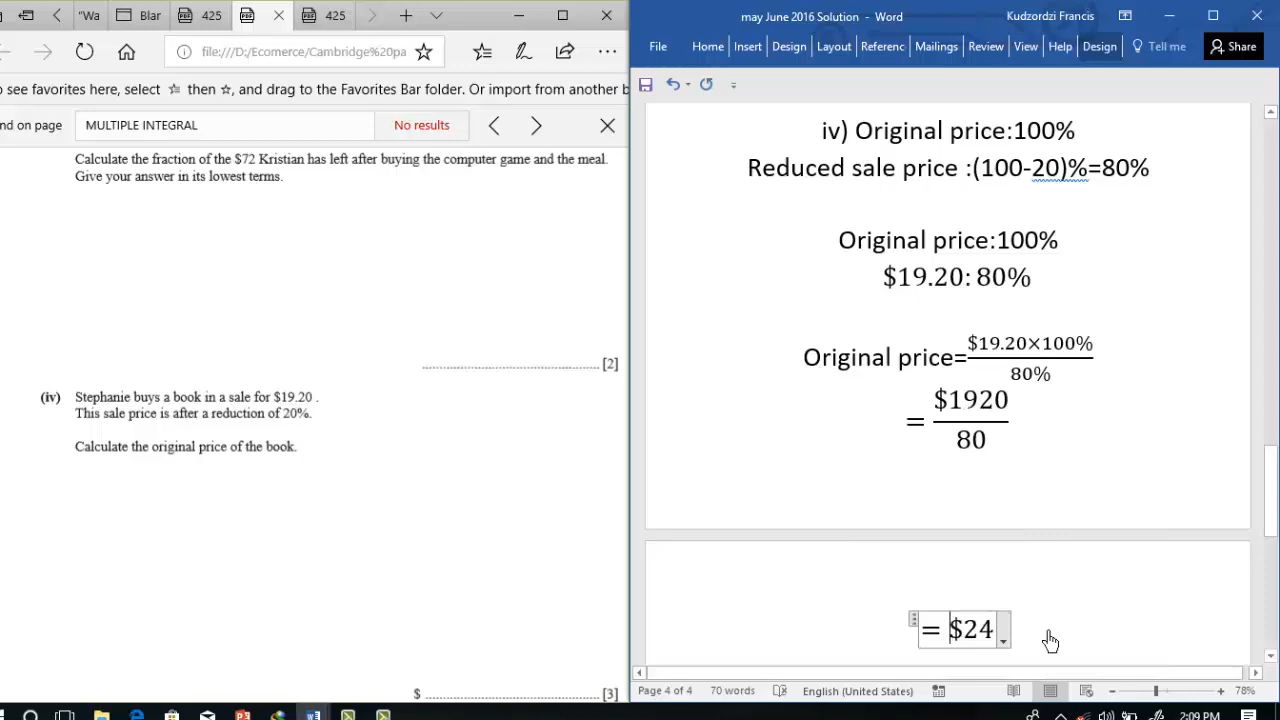 "Wa
Blar
425
425
file:///D:/Ecomerce/Cambridge%20pa
o see favorites here, select then ☆, and drag to the Favorites Bar folder. Or import from another b
nd on page
MULTIPLE INTEGRAL
No results
Calculate the fraction of the $72 Kristian has left after buying the computer game and the meal.
Give your answer in its lowest terms.
................................................ [2]
(iv) Stephanie buys a book in a sale for $19.20 .
This sale price is after a reduction of 20%.
Calculate the original price of the book.
$ ................................................ [3]
may June 2016 Solution - Word
Kudzordzi Francis
File Home Insert Design Layout Referenc Mailings Review View Help Design Tell me Share
iv) Original price:100%
Reduced sale price :(100-20)%=80%
Original price:100%
$19.20: 80%
Original price=$19.20×100%/80%
= $1920/80
= $24
Page 4 of 4 70 words English (United States) 78%
2:09 PM